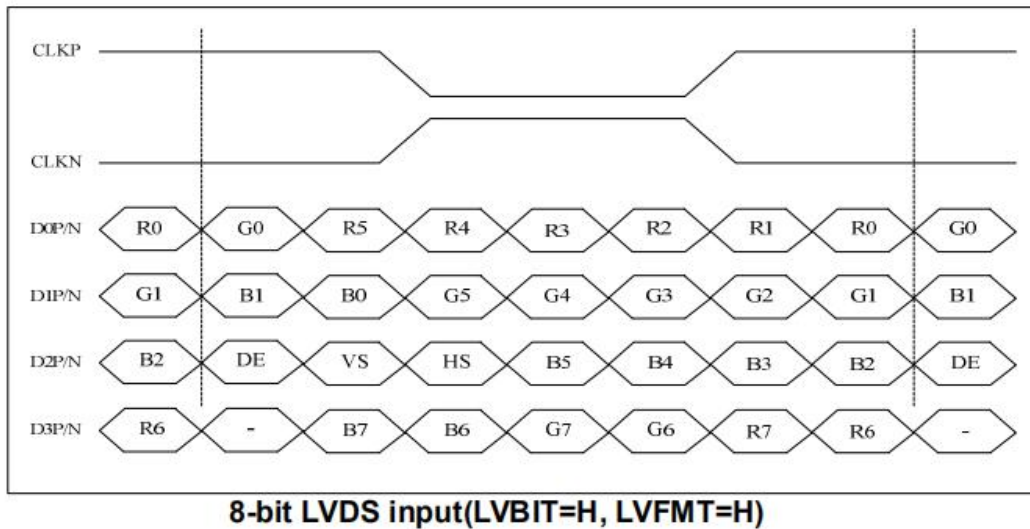 CLKP
CLKN
D0P/N R0 G0 R5 R4 R3 R2 R1 R0 G0
D1P/N G1 B1 B0 G5 G4 G3 G2 G1 B1
D2P/N B2 DE VS HS B5 B4 B3 B2 DE
D3P/N R6 - B7 B6 G7 G6 R7 R6 -
8-bit LVDS input(LVBIT=H, LVFMT=H)